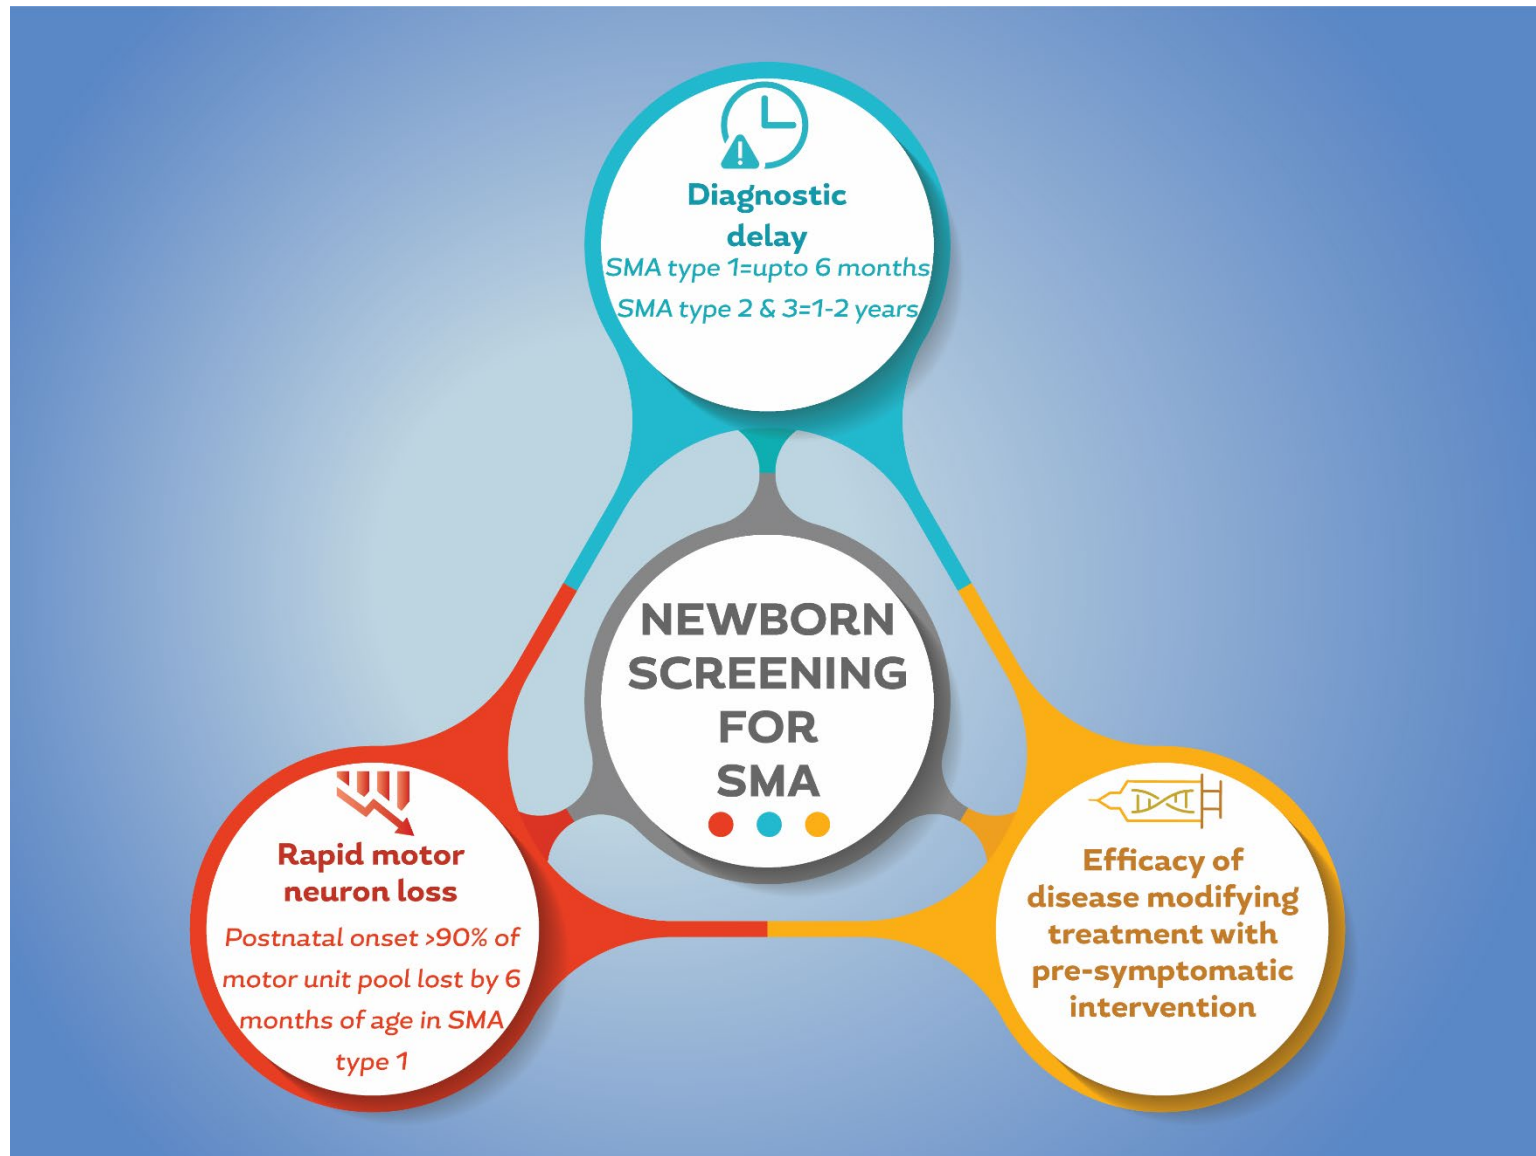 Diagnostic
delay
SMA type 1=upto 6 months
SMA type 2 & 3=1-2 years
NEWBORN
SCREENING
FOR
SMA
Rapid motor
neuron loss
Postnatal onset >90% of
motor unit pool lost by 6
months of age in SMA
type 1
Efficacy of
disease modifying
treatment with
pre-symptomatic
intervention